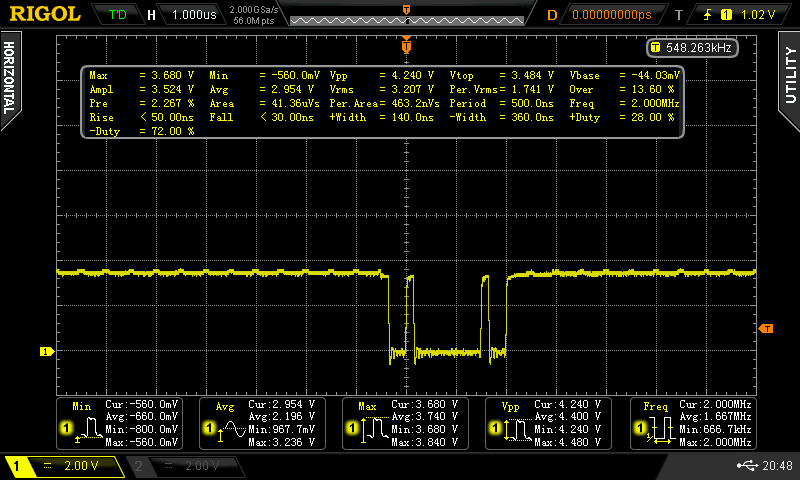 RIGOL T'D H 1.000us 2.000GSa/s 56.0M pts D 0.00000000ps T 1 1.02 V
HORIZONTAL
UTILITY
T
T 548.263kHz
Max = 3.680 V Min = -560.0mV Vpp = 4.240 V Vtop = 3.484 V Vbase = -44.03mV
Ampl = 3.524 V Avg = 2.954 V Vrms = 3.207 V Per.Vrms = 1.741 V Over = 13.60 %
Pre = 2.267 % Area = 41.36uVs Per.Area = 463.2nVs Period = 500.0ns Freq = 2.000MHz
Rise < 50.00ns Fall < 30.00ns +Width = 140.0ns -Width = 360.0ns +Duty = 28.00 %
-Duty = 72.00 %
T
1
Min Cur:-560.0mV
Avg:-660.0mV
1 Min:-800.0mV
Max:-560.0mV
Avg Cur:2.954 V
Avg:2.196 V
1 Min:967.7mV
Max:3.236 V
Max Cur:3.680 V
Avg:3.740 V
1 Min:3.680 V
Max:3.840 V
Vpp Cur:4.240 V
Avg:4.400 V
1 Min:4.240 V
Max:4.480 V
Freq Cur:2.000MHz
Avg:1.667MHz
1 Min:666.7kHz
Max:2.000MHz
1 2.00 V 2 2.00 V 20:48